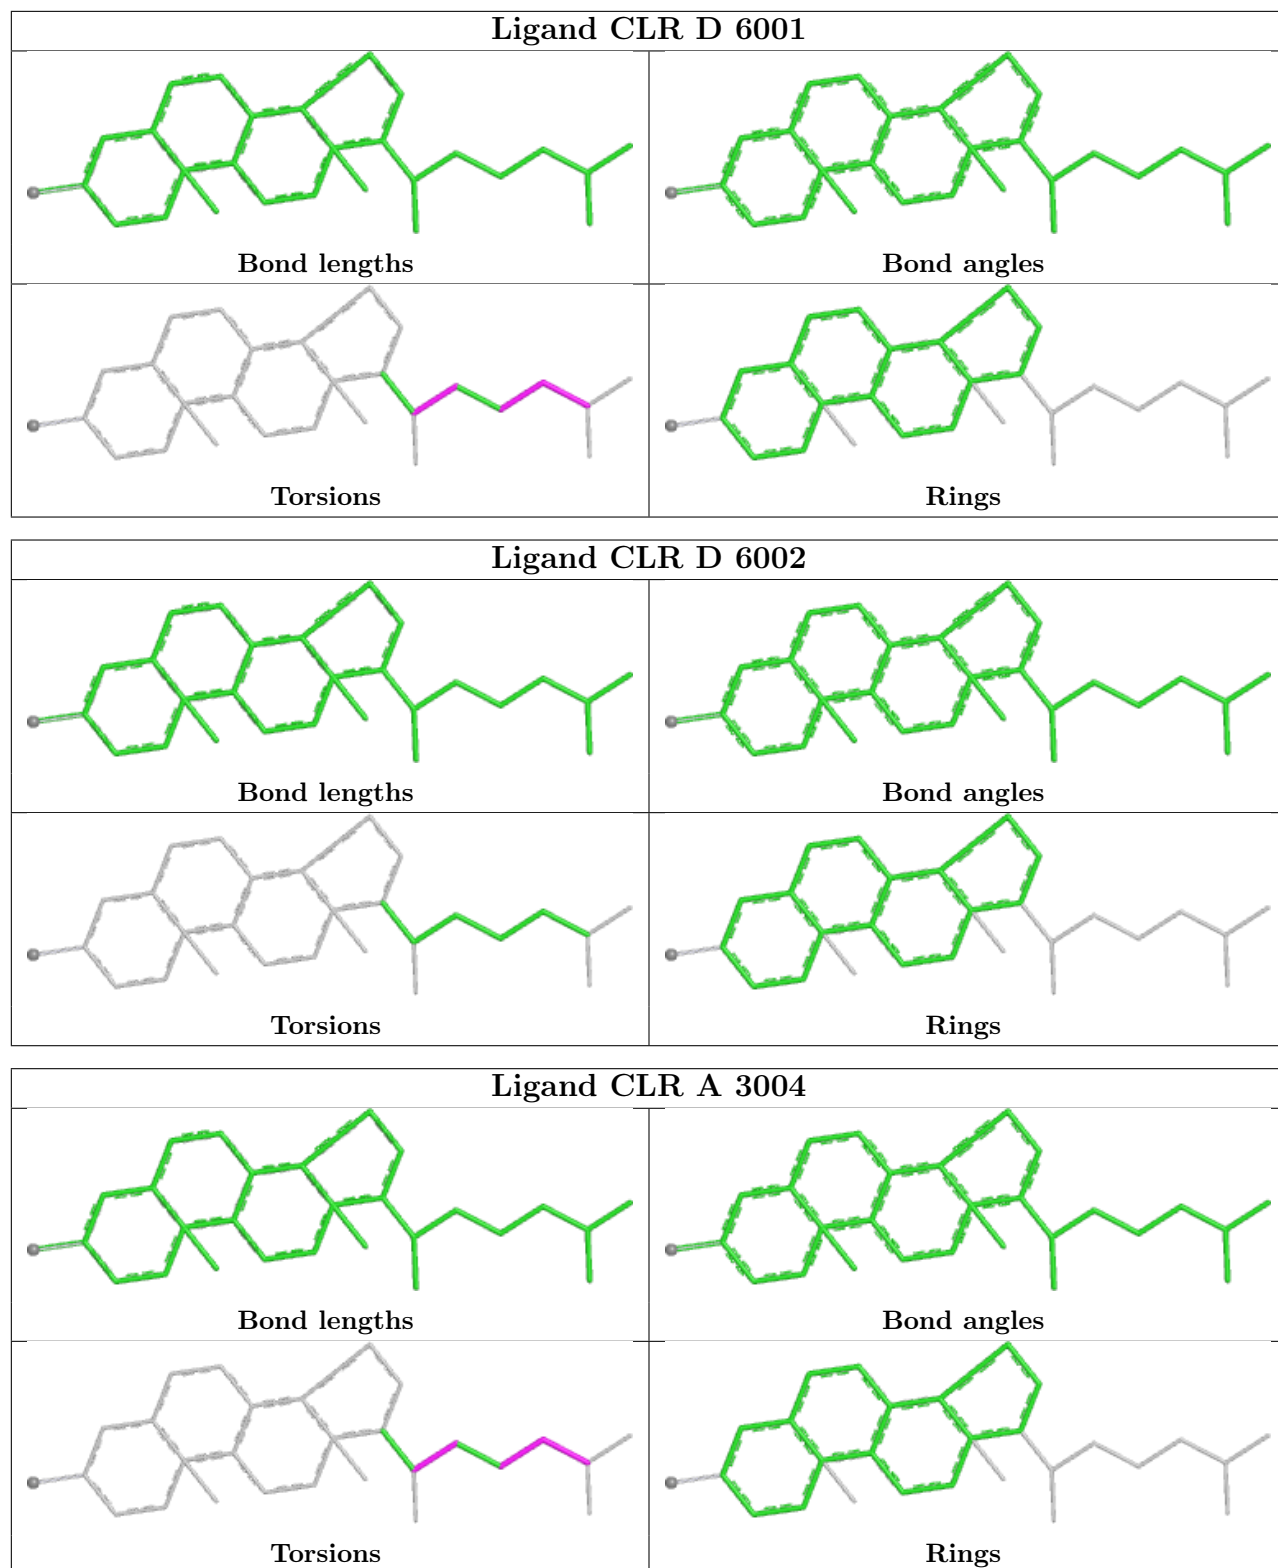 Ligand CLR D 6001
Bond lengths
Bond angles
Torsions
Rings
Ligand CLR D 6002
Bond lengths
Bond angles
Torsions
Rings
Ligand CLR A 3004
Bond lengths
Bond angles
Torsions
Rings